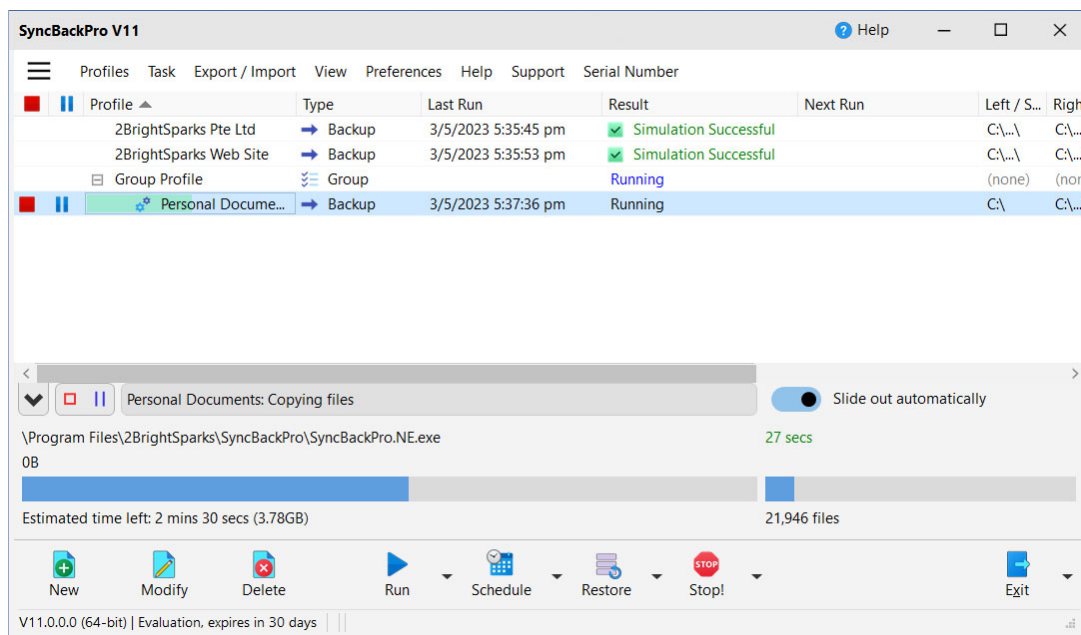 SyncBackPro V11
? Help
Profiles Task Export / Import View Preferences Help Support Serial Number
Profile Type Last Run Result Next Run Left / S... Righ
2BrightSparks Pte Ltd Backup 3/5/2023 5:35:45 pm Simulation Successful C:\...\ C:\...
2BrightSparks Web Site Backup 3/5/2023 5:35:53 pm Simulation Successful C:\...\ C:\...
Group Profile Group Running (none) (nor
Personal Docume... Backup 3/5/2023 5:37:36 pm Running C:\ C:\...
Personal Documents: Copying files
Slide out automatically
\Program Files\2BrightSparks\SyncBackPro\SyncBackPro.NE.exe
27 secs
0B
Estimated time left: 2 mins 30 secs (3.78GB)
21,946 files
STOP
New Modify Delete Run Schedule Restore Stop! Exit
V11.0.0.0 (64-bit) | Evaluation, expires in 30 days